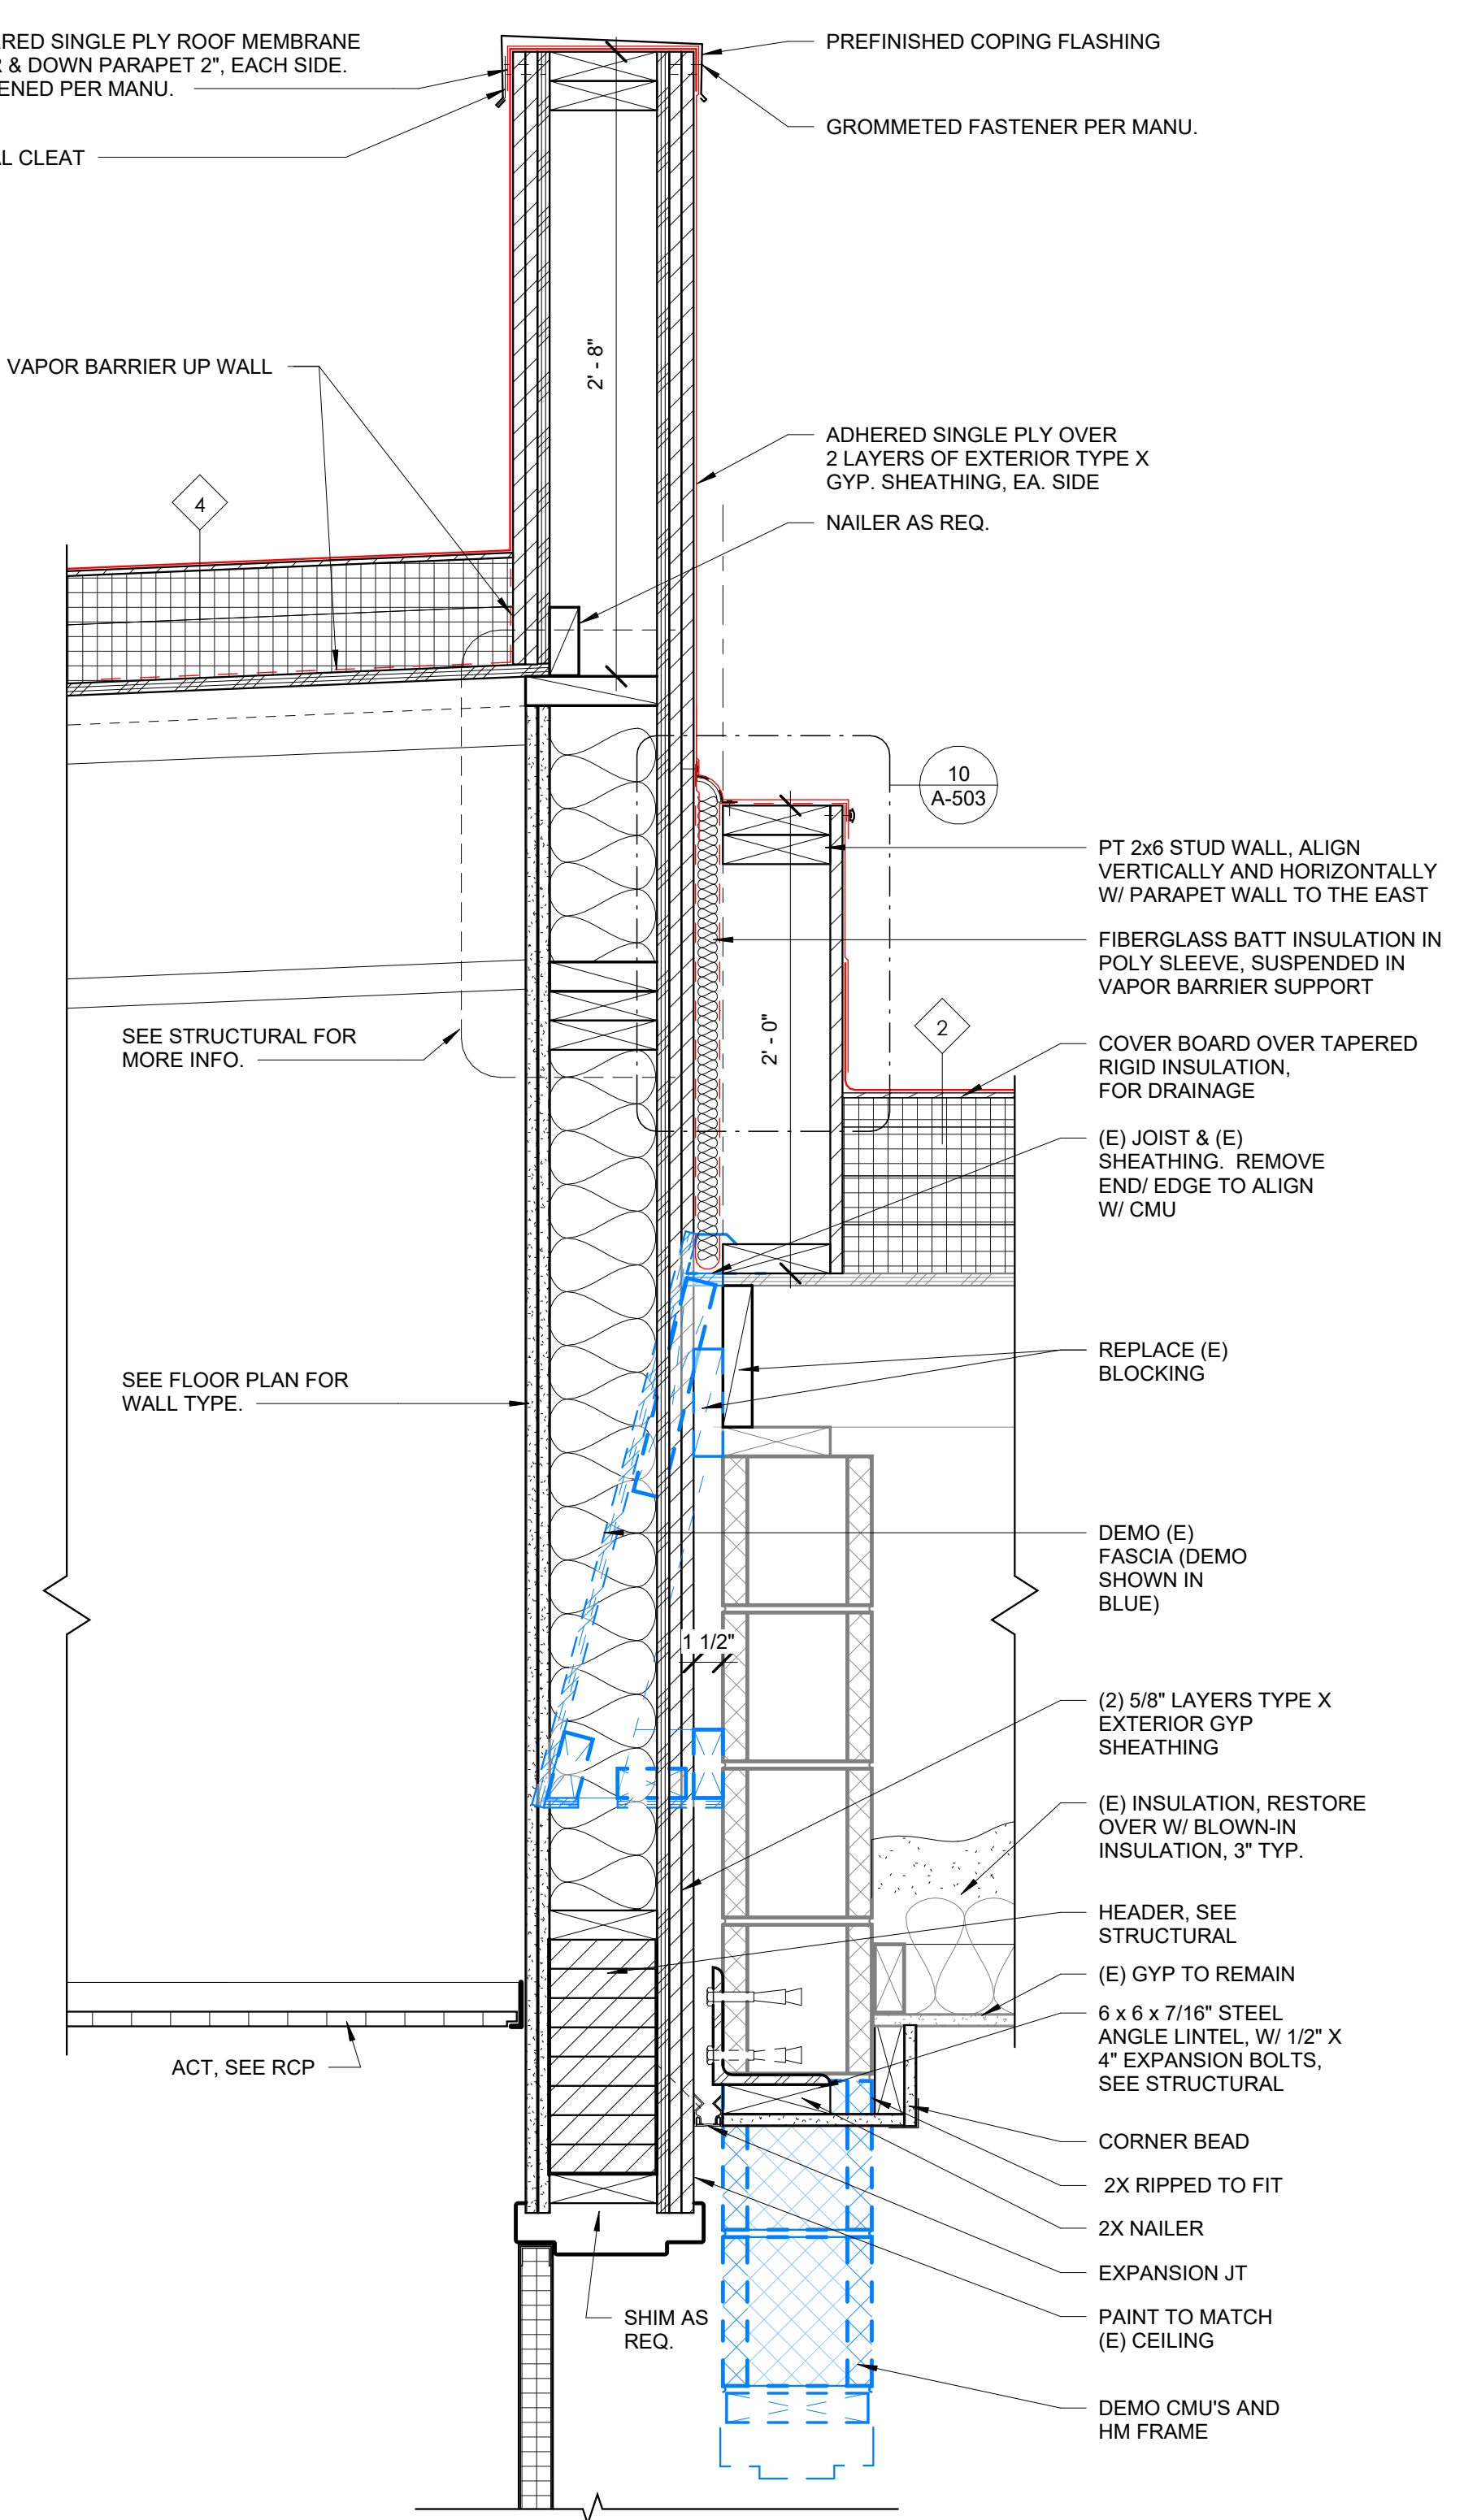 RED SINGLE PLY ROOF MEMBRANE
& DOWN PARAPET 2", EACH SIDE.
ENED PER MANU.
CLEAT
VAPOR BARRIER UP WALL
4
SEE STRUCTURAL FOR
MORE INFO.
SEE FLOOR PLAN FOR
WALL TYPE.
ACT, SEE RCP
SHIM AS
REQ.
2' - 8"
2' - 0"
1 1/2"
PREFINISHED COPING FLASHING
GROMMETED FASTENER PER MANU.
ADHERED SINGLE PLY OVER
2 LAYERS OF EXTERIOR TYPE X
GYP. SHEATHING, EA. SIDE
NAILER AS REQ.
10
A-503
PT 2x6 STUD WALL, ALIGN
VERTICALLY AND HORIZONTALLY
W/ PARAPET WALL TO THE EAST
FIBERGLASS BATT INSULATION IN
POLY SLEEVE, SUSPENDED IN
VAPOR BARRIER SUPPORT
2
COVER BOARD OVER TAPERED
RIGID INSULATION,
FOR DRAINAGE
(E) JOIST & (E)
SHEATHING. REMOVE
END/ EDGE TO ALIGN
W/ CMU
REPLACE (E)
BLOCKING
DEMO (E)
FASCIA (DEMO
SHOWN IN
BLUE)
(2) 5/8" LAYERS TYPE X
EXTERIOR GYP
SHEATHING
(E) INSULATION, RESTORE
OVER W/ BLOWN-IN
INSULATION, 3" TYP.
HEADER, SEE
STRUCTURAL
(E) GYP TO REMAIN
6 x 6 x 7/16" STEEL
ANGLE LINTEL, W/ 1/2" X
4" EXPANSION BOLTS,
SEE STRUCTURAL
CORNER BEAD
2X RIPPED TO FIT
2X NAILER
EXPANSION JT
PAINT TO MATCH
(E) CEILING
DEMO CMU'S AND
HM FRAME